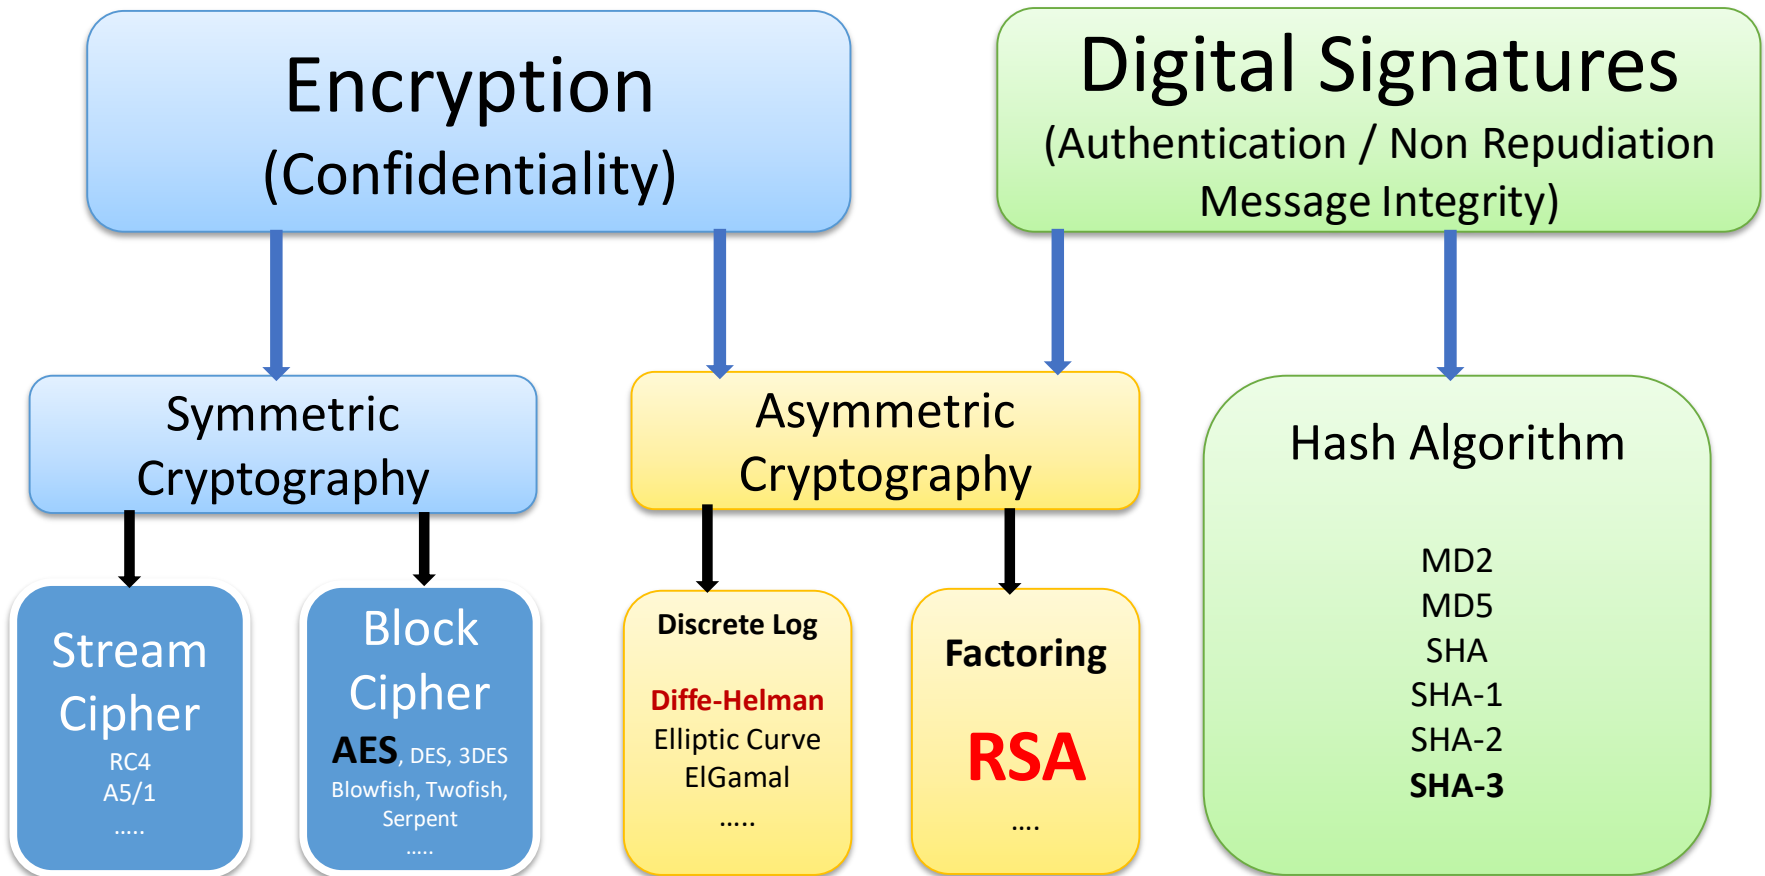 Encryption
(Confidentiality)
Digital Signatures
(Authentication / Non Repudiation
Message Integrity)
Symmetric
Cryptography
Asymmetric
Cryptography
Hash Algorithm
MD2
MD5
SHA
SHA-1
SHA-2
SHA-3
Stream
Cipher
RC4
A5/1
.....
Block
Cipher
AES, DES, 3DES
Blowfish, Twofish,
Serpent
.....
Discrete Log
Diffe-Helman
Elliptic Curve
ElGamal
.....
Factoring
RSA
....